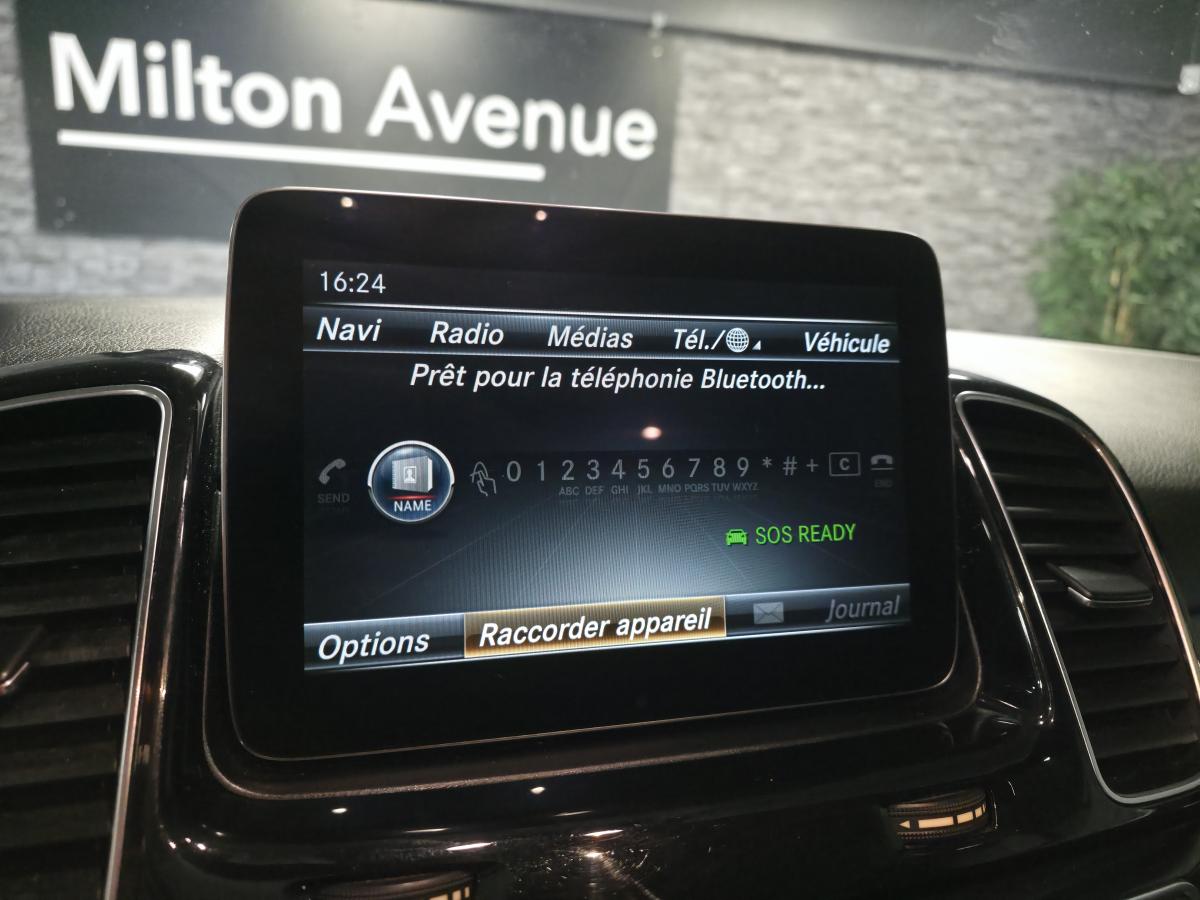 Milton Avenue
16:24
Navi Radio Médias Tél./ Véhicule
Prêt pour la téléphonie Bluetooth...
SEND NAME 0 1 2 3 4 5 6 7 8 9 * # + C END
ABC DEF GHI JKL MNO PQRS TUV WXYZ
SOS READY
Options Raccorder appareil Journal